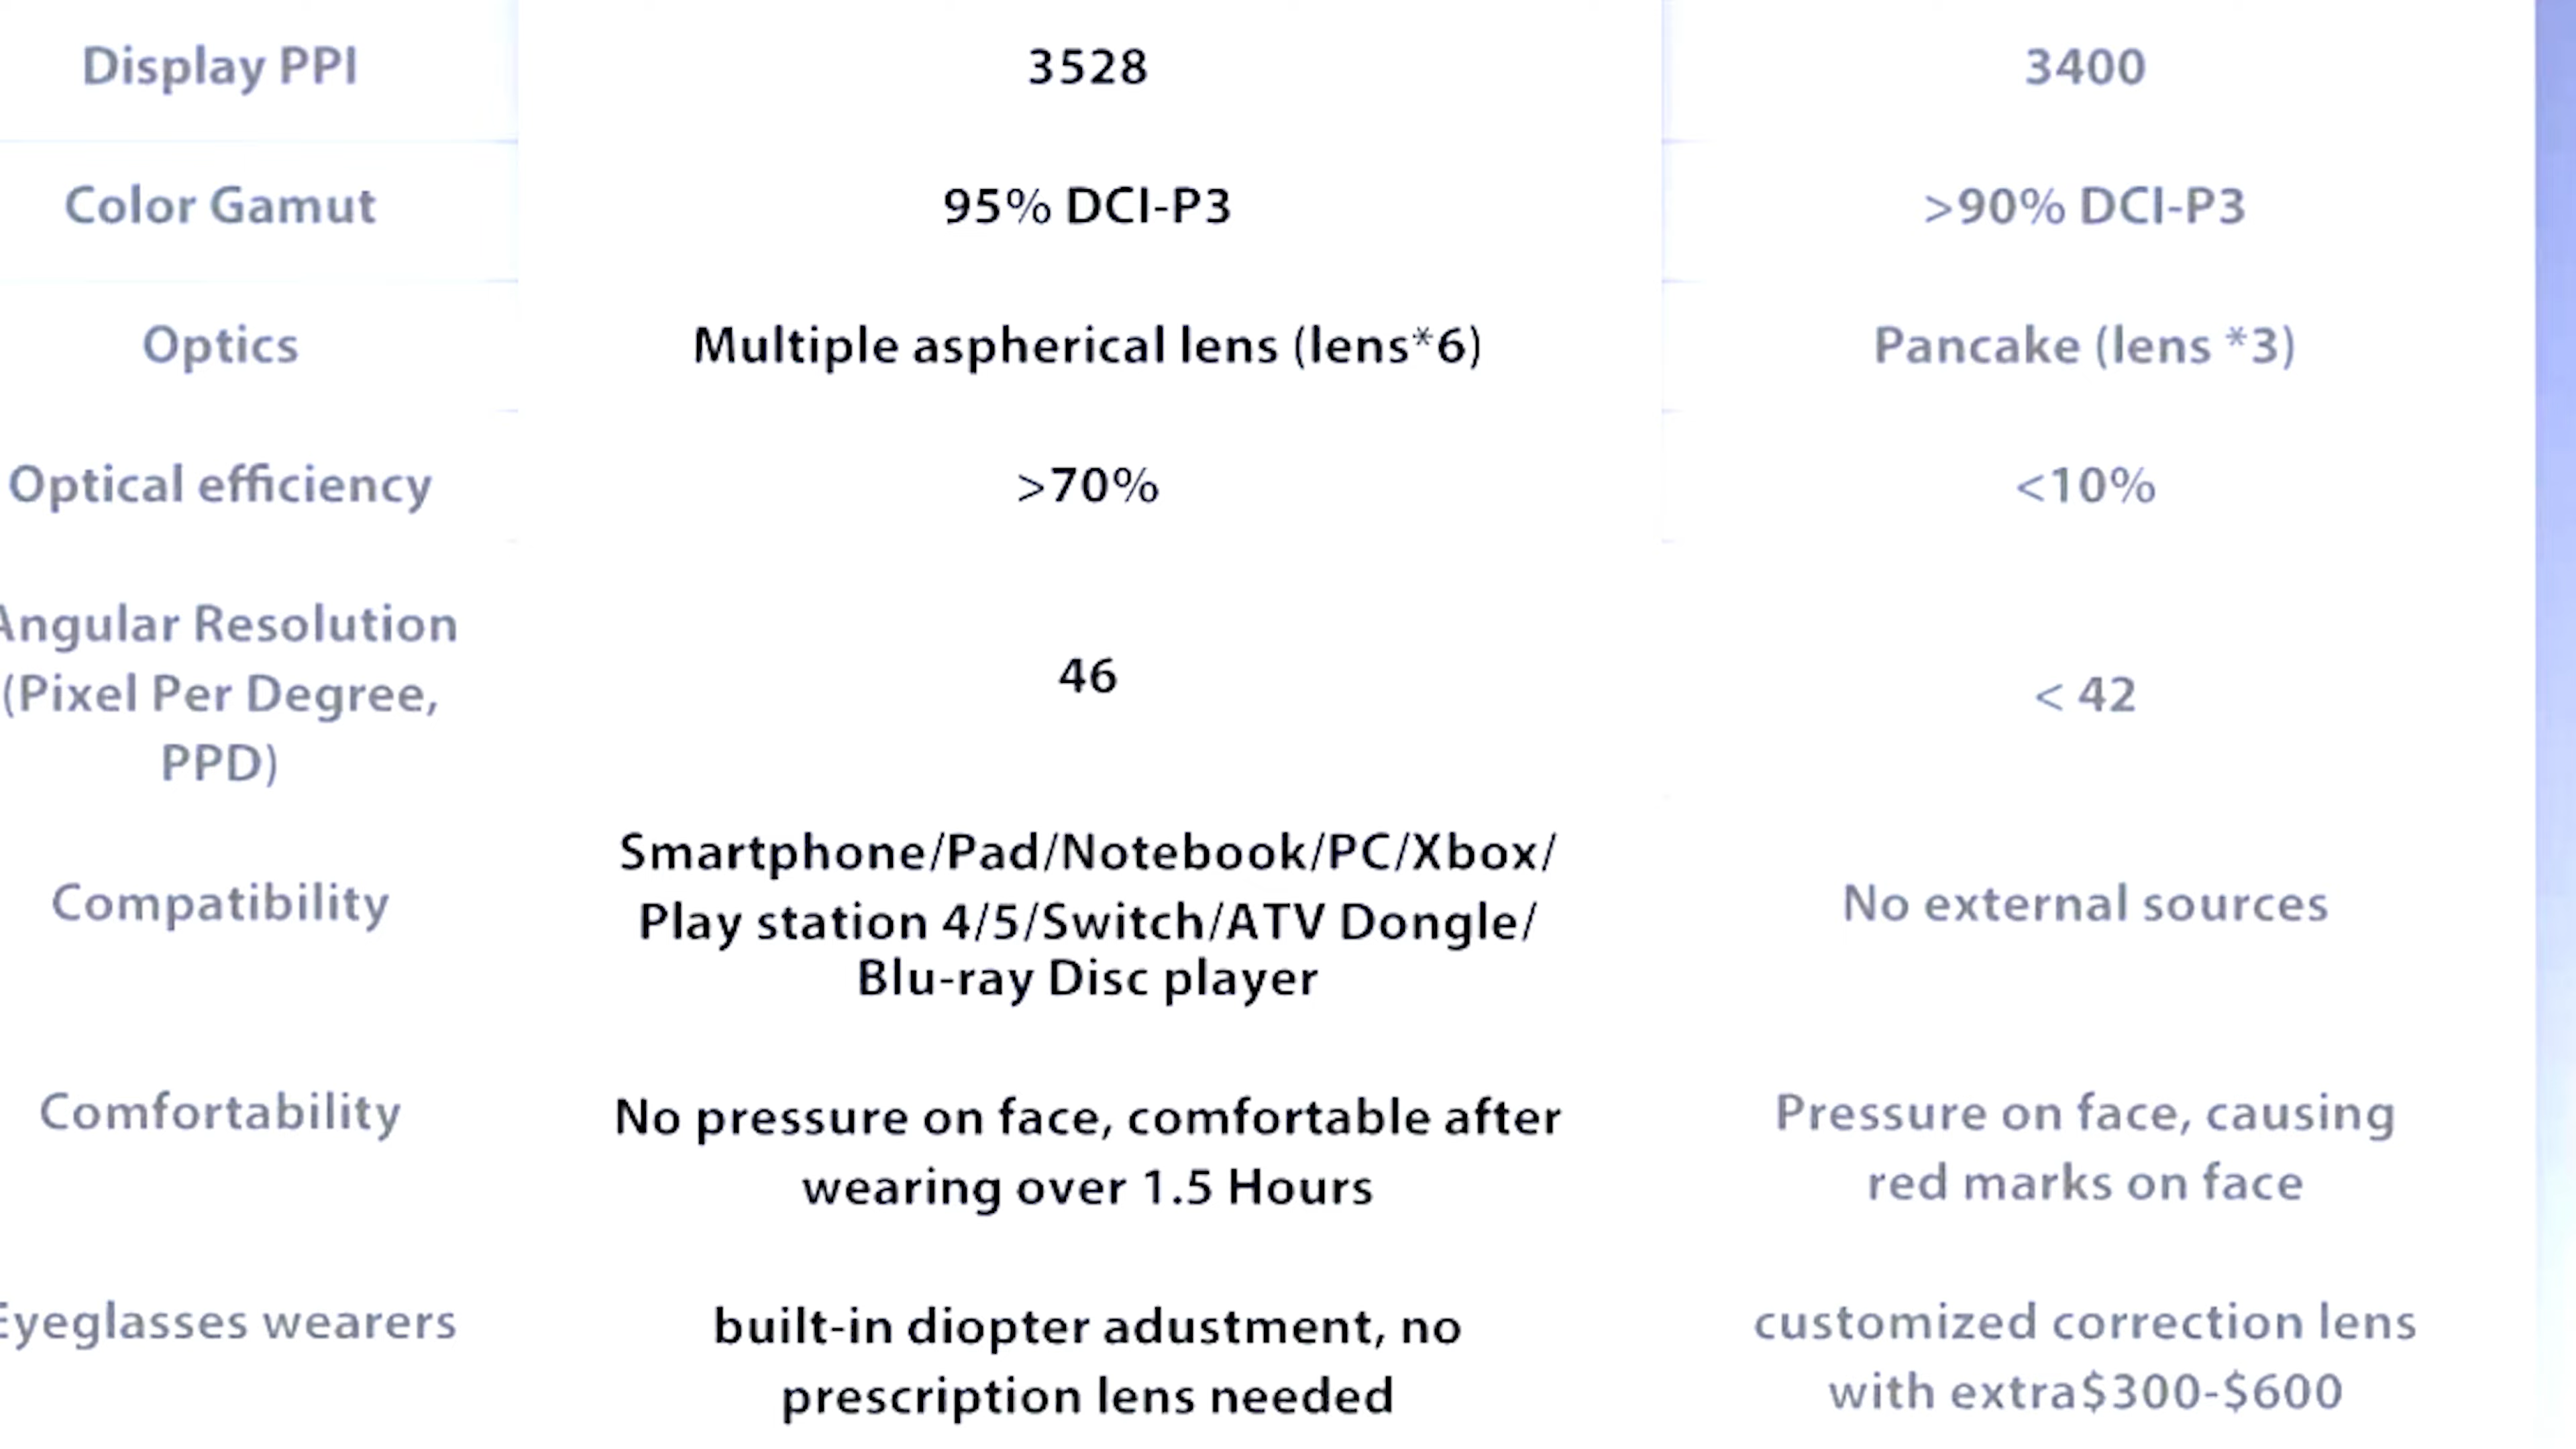 Display PPI 3528 3400
Color Gamut 95% DCI-P3 >90% DCI-P3
Optics Multiple aspherical lens (lens*6) Pancake (lens *3)
Optical efficiency >70% <10%
Angular Resolution
(Pixel Per Degree,
PPD)
46
< 42
Compatibility
Smartphone/Pad/Notebook/PC/Xbox/
Play station 4/5/Switch/ATV Dongle/
Blu-ray Disc player
No external sources
Comfortability
No pressure on face, comfortable after
wearing over 1.5 Hours
Pressure on face, causing
red marks on face
Eyeglasses wearers
built-in diopter adustment, no
prescription lens needed
customized correction lens
with extra$300-$600